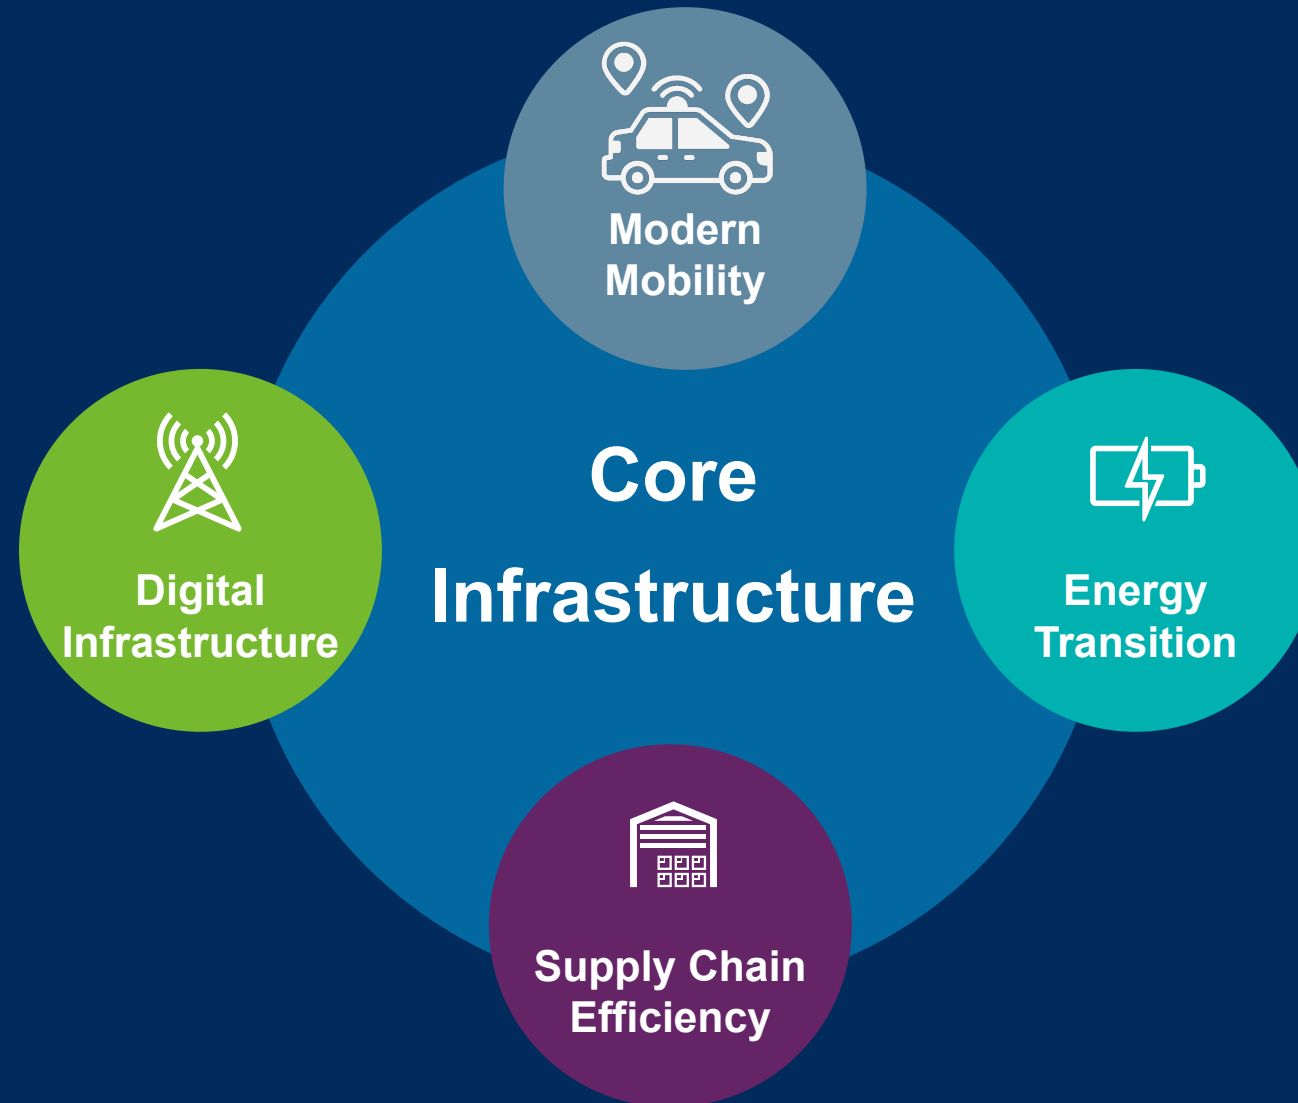 Modern
Mobility
Core
Infrastructure
Digital
Infrastructure
Energy
Transition
Supply Chain
Efficiency